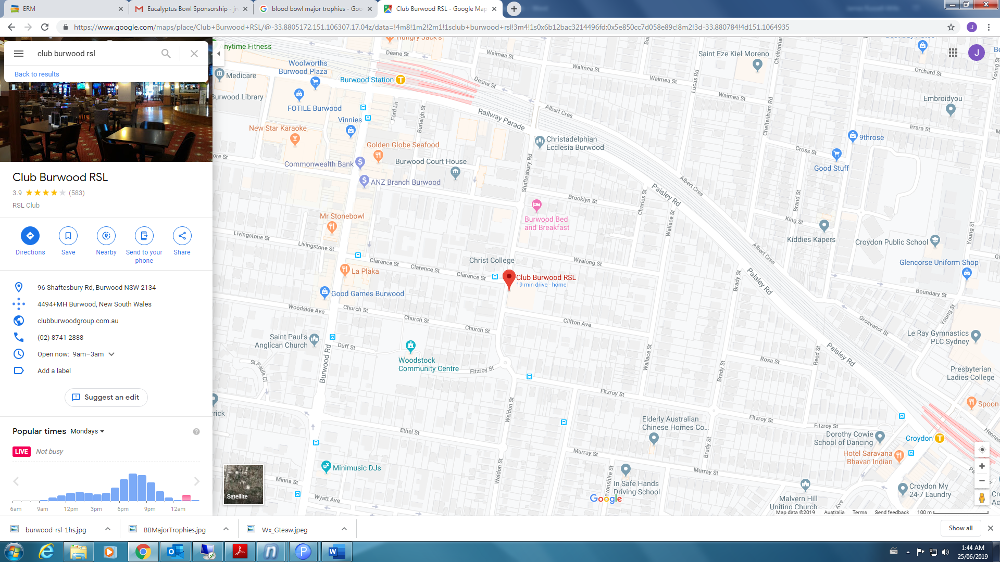 ERM
Eucalyptus Bowl Sponsorship - jr
blood bowl major trophies - Goo
Club Burwood RSL - Google Map
https://www.google.com/maps/place/Club+Burwood+RSL/@-33.8805172,151.106307,17.04z/data=!4m8!1m2!2m1!1sclub+burwood+rsl!3m4!1s0x6b12bac3214496fd:0x5e850cc7d058e89c!8m2!3d-33.880784!4d151.1064935
J
club burwood rsl
Back to results
Club Burwood RSL
3.9 (583)
RSL Club
Directions
Save
Nearby
Send to your
phone
Share
96 Shaftesbury Rd, Burwood NSW 2134
4494+MH Burwood, New South Wales
clubburwoodgroup.com.au
(02) 8741 2888
Open now: 9am–3am
Add a label
Suggest an edit
Popular times Mondays
LIVE Not busy
6am 9am 12pm 3pm 6pm 9pm 12am
nytime Fitness
Hungry Jack's
Deane St
Waimea St
Waimea St
Waimea St
Waimea St
Saint Eze Kiel Moreno
Cheltenham Rd
Orchard St
Young St
J
Be
Woolworths
Burwood Plaza
Medicare
Burwood Station
Deane St
Lucas Rd
Burwood Library
FOTILE Burwood
Ford Ln
Burleigh St
Railway Parade
Albert Cres
Cheltenham Rd
Embroidyou
Irrara St
Vinnies
New Star Karaoke
Golden Globe Seafood
Christadelphian
Ecclesia Burwood
9throse
Cross St
Good Stuff
ore St
Commonwealth Bank
Burwood Court House
Shaftesbury Rd
ANZ Branch Burwood
Albert Cres
Paisley Rd
Brooklyn St
Charles St
Brand St
Burwood Bed
and Breakfast
Wallace St
King St
Mr Stonebowl
Kiddies Kapers
Croydon Public School
Young St
Livingstone St
Livingstone St
Albert Cres
Glencorse Uniform Shop
Clarence St
Clarence St
Clarence St
Christ College
Wyalong St
La Plaka
Club Burwood RSL
19 min drive - home
Brady St
Paisley Rd
Good Games Burwood
Boundary St
Woodside Ave
Church St
Church St
Church St
Clifton Ave
Young St
Grosvenor St
Saint Paul's
Anglican Church
Le Ray Gymnastics
PLC Sydney
Duff St
Burwood Rd
Woodstock
Community Centre
Wallace St
Reed St
Paisley Rd
Rosa St
St Pauls Cl
Fitzroy St
Brady St
Presbyterian
Ladies College
Fitzroy St
rrick
Weldon St
Spoon
Elderly Australian
Chinese Homes Co...
Fitzroy St
Fitzroy St
Ethel St
Dorothy Cowie
School of Dancing
Croydon
Murray St
Brady St
Hotel Saravana
Bhavan Indian
Minimusic DJs
Weldon St
Murray St
Minna St
In Safe Hands
Driving School
Croydon My
24-7 Laundry
Satellite
Wyatt Ave
Google
Malvern Hill
Uniting Church
Map data ©2019 Australia Terms Send feedback 100 m
burwood-rsl-1hs.jpg
BBMajorTrophies.jpg
Wx_Gteaw.jpeg
Show all
1:44 AM
25/06/2019